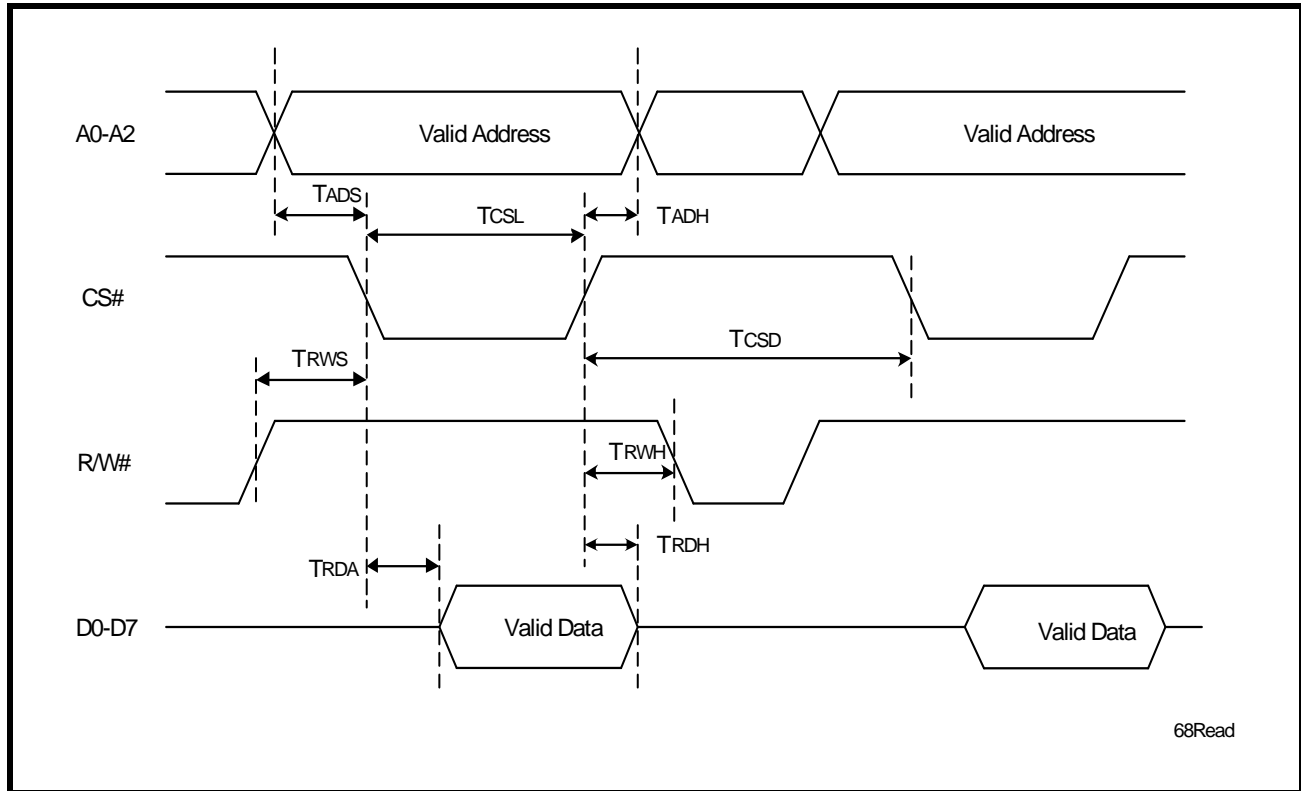 A0-A2
Valid Address
Valid Address
TADS
TCSL
TADH
CS#
TCSD
TRWS
R/W#
TRWH
TRDH
TRDA
D0-D7
Valid Data
Valid Data
68Read